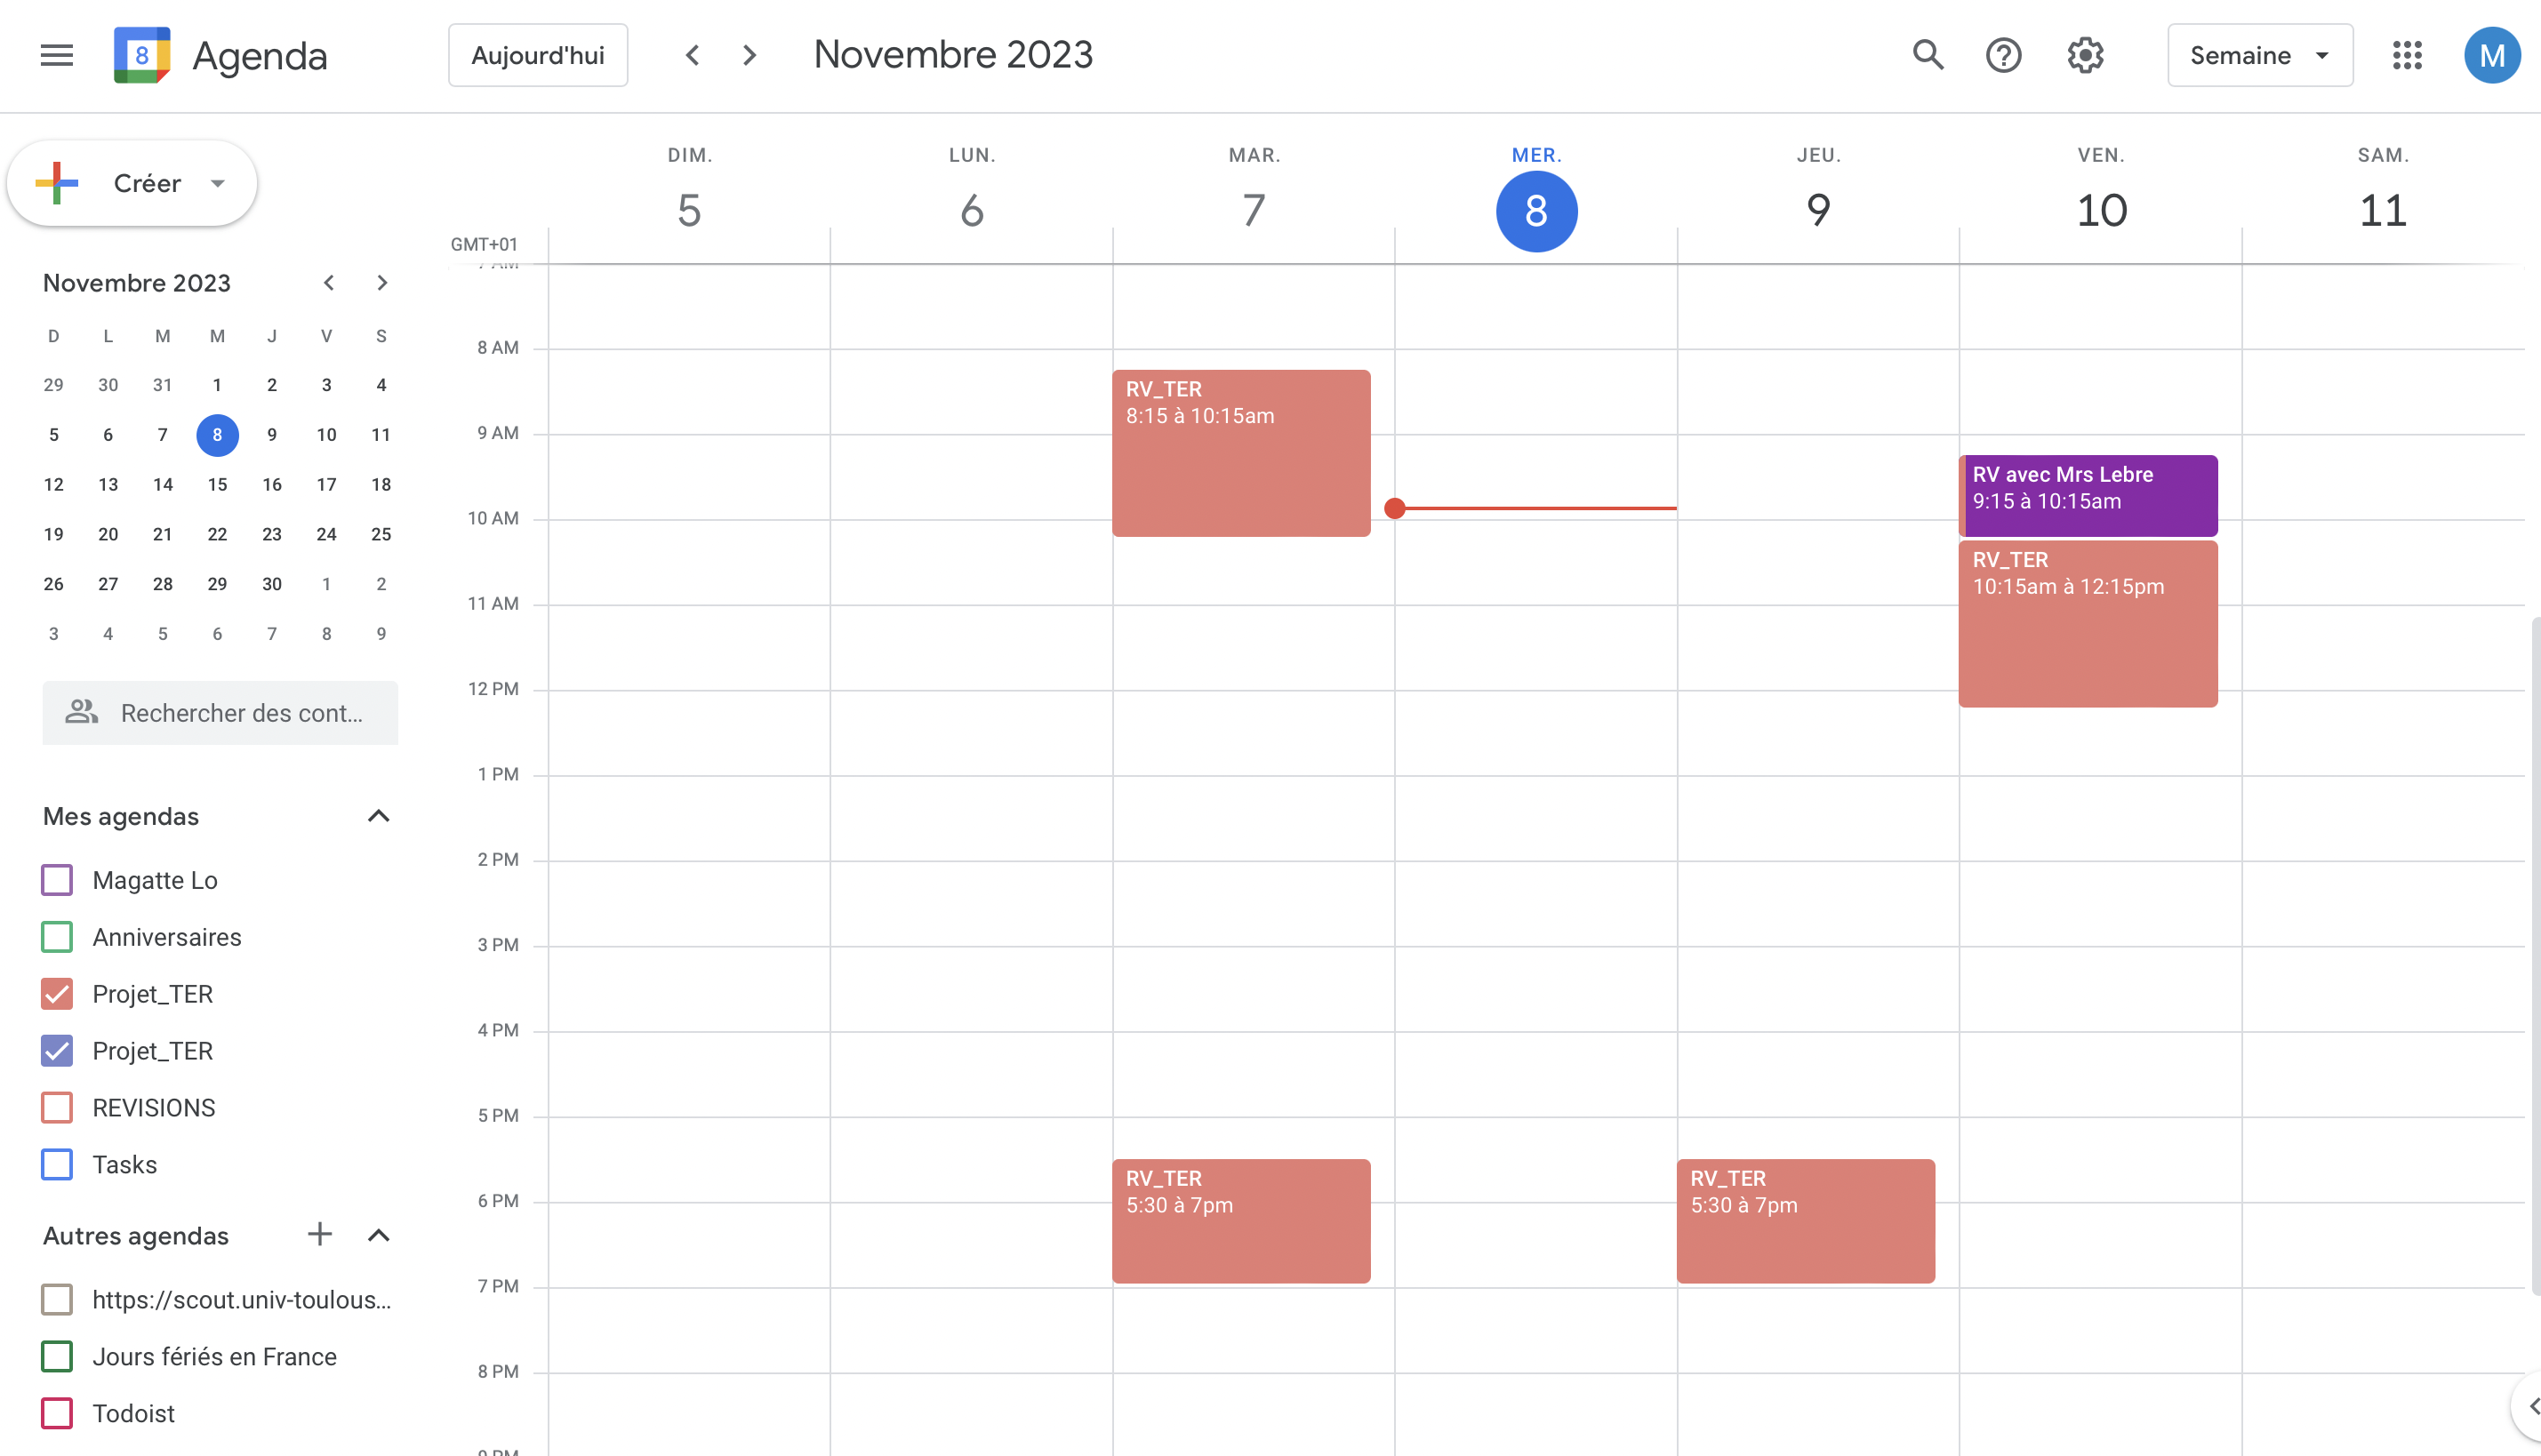 8 Agenda
Aujourd'hui
Novembre 2023
Semaine
M
Créer
Novembre 2023
D L M M J V S
29 30 31 1 2 3 4
5 6 7 8 9 10 11
12 13 14 15 16 17 18
19 20 21 22 23 24 25
26 27 28 29 30 1 2
3 4 5 6 7 8 9
Rechercher des cont...
Mes agendas
Magatte Lo
Anniversaires
Projet_TER
Projet_TER
REVISIONS
Tasks
Autres agendas
https://scout.univ-toulous...
Jours fériés en France
Todoist
DIM. LUN. MAR. MER. JEU. VEN. SAM.
5 6 7 8 9 10 11
GMT+01
7 AM
8 AM
RV_TER
8:15 à 10:15am
9 AM
RV avec Mrs Lebre
9:15 à 10:15am
10 AM
RV_TER
10:15am à 12:15pm
11 AM
12 PM
1 PM
2 PM
3 PM
4 PM
5 PM
RV_TER
5:30 à 7pm
RV_TER
5:30 à 7pm
6 PM
7 PM
8 PM
9 PM